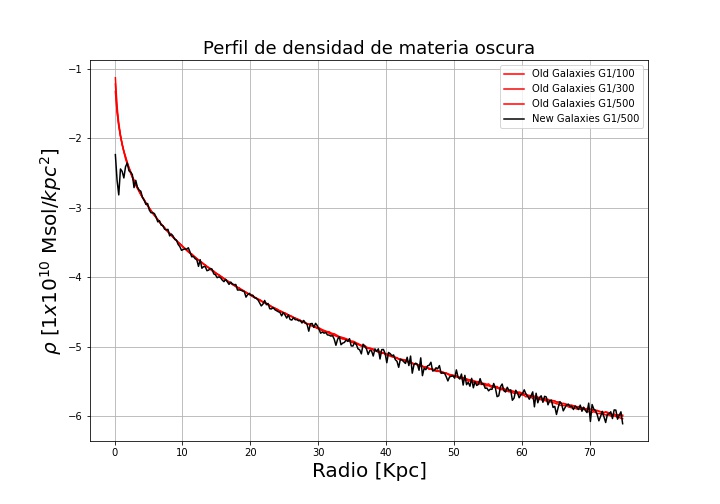 Perfil de densidad de materia oscura
Old Galaxies G1/100
Old Galaxies G1/300
Old Galaxies G1/500
New Galaxies G1/500
ρ [1x10^{10} Msol/kpc^2]
−1
−2
−3
−4
−5
−6
0 10 20 30 40 50 60 70
Radio [Kpc]